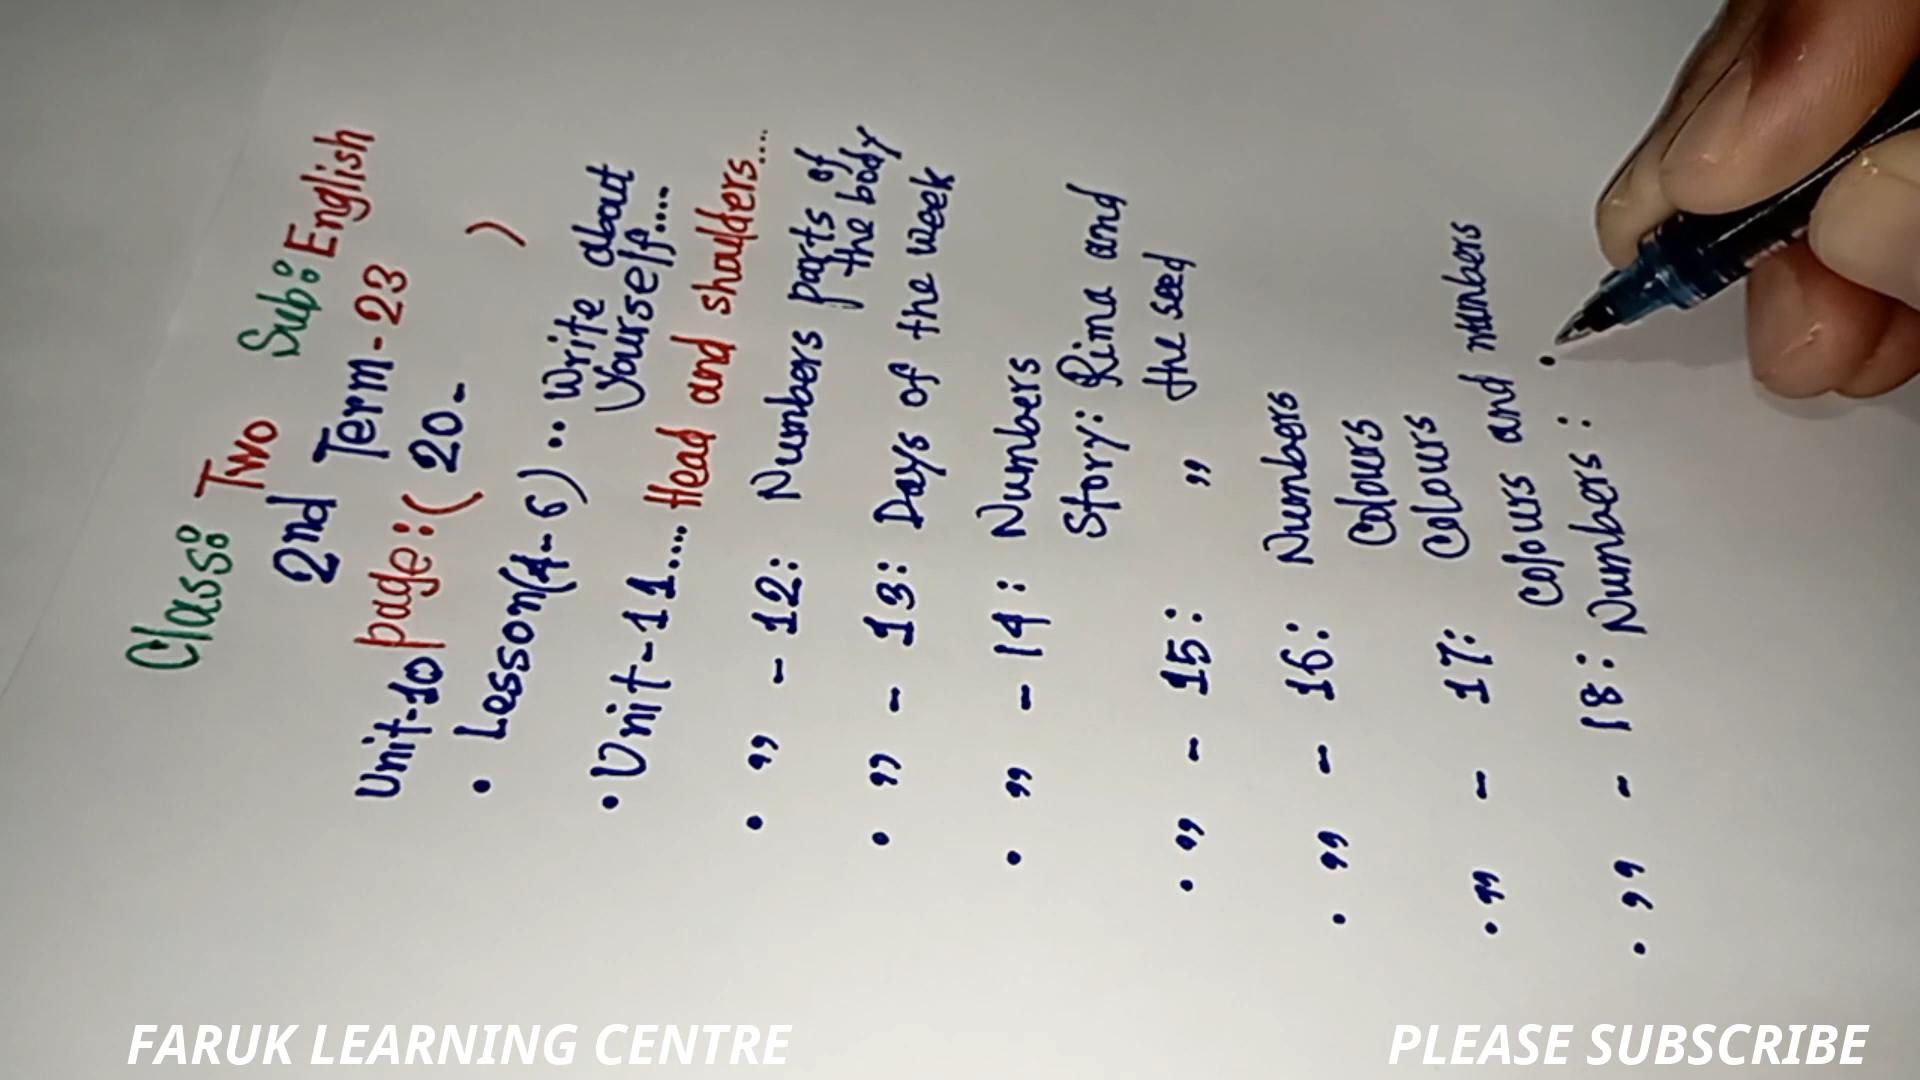 Class: Two Sub: English
2nd Term-23
Unit-10 page: ( 20- )
• Lesson(4-6) .. Write about
Yourself....
• Unit-11.... Head and shoulders....
• ,, - 12: Numbers parts of
the body
• ,, - 13: Days of the week
• ,, - 14: Numbers
Story: Rima and
the seed
• ,, - 15: ,,
• ,, - 16: Numbers
Colours
• ,, - 17: Colours
Colours and numbers
• ,, - 18: Numbers :
FARUK LEARNING CENTRE
PLEASE SUBSCRIBE